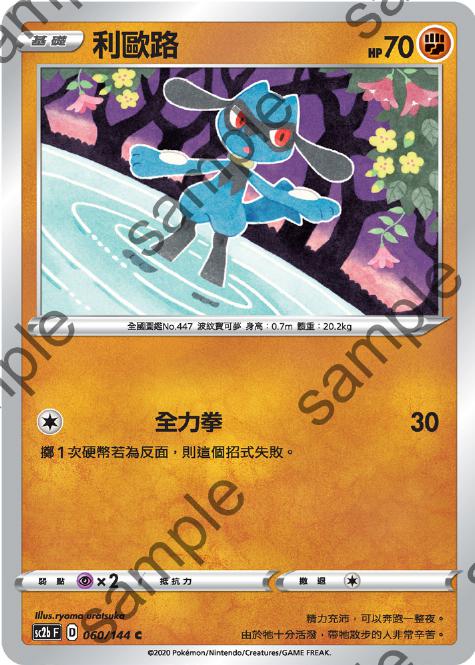 基礎 利歐路 HP70
全國圖鑑No.447 波紋寶可夢 身高：0.7m 體重：20.2kg
全力拳 30
擲1次硬幣若為反面，則這個招式失敗。
弱點 ×2 抵抗力 撤退
Illus.ryoma uratsuka
sc2b F D 060/144 C
精力充沛，可以奔跑一整夜。
由於牠十分活潑，帶牠散步的人非常辛苦。
©2020 Pokémon/Nintendo/Creatures/GAME FREAK.
sample
sample
sample
sample
sample
sample
sample